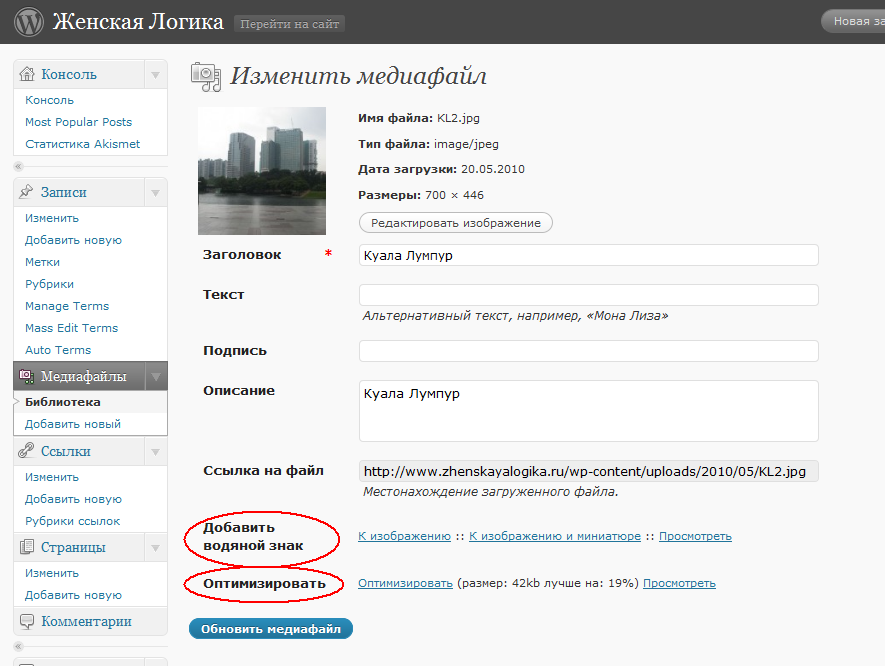 Женская Логика Перейти на сайт Новая за
Консоль
Консоль
Most Popular Posts
Статистика Akismet
Записи
Изменить
Добавить новую
Метки
Рубрики
Manage Terms
Mass Edit Terms
Auto Terms
Медиафайлы
Библиотека
Добавить новый
Ссылки
Изменить
Добавить новую
Рубрики ссылок
Страницы
Изменить
Добавить новую
Комментарии
Изменить медиафайл
Имя файла: KL2.jpg
Тип файла: image/jpeg
Дата загрузки: 20.05.2010
Размеры: 700 × 446
Редактировать изображение
Заголовок * Куала Лумпур
Текст
Альтернативный текст, например, «Мона Лиза»
Подпись
Описание Куала Лумпур
Ссылка на файл http://www.zhenskayalogika.ru/wp-content/uploads/2010/05/KL2.jpg
Местонахождение загруженного файла.
Добавить
водяной знак К изображению :: К изображению и миниатюре :: Просмотреть
Оптимизировать Оптимизировать (размер: 42kb лучше на: 19%) Просмотреть
Обновить медиафайл